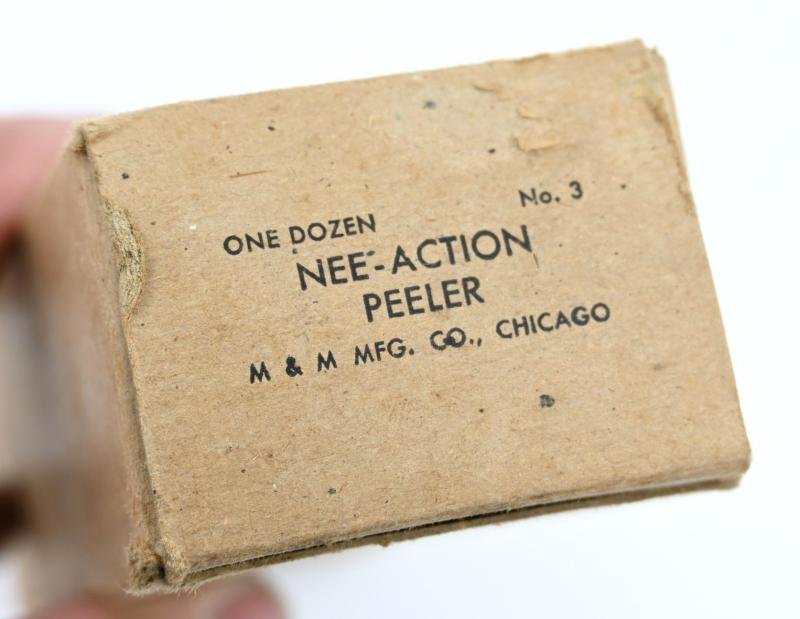 ONE DOZEN No. 3
NEE-ACTION
PEELER
M & M MFG. CO., CHICAGO